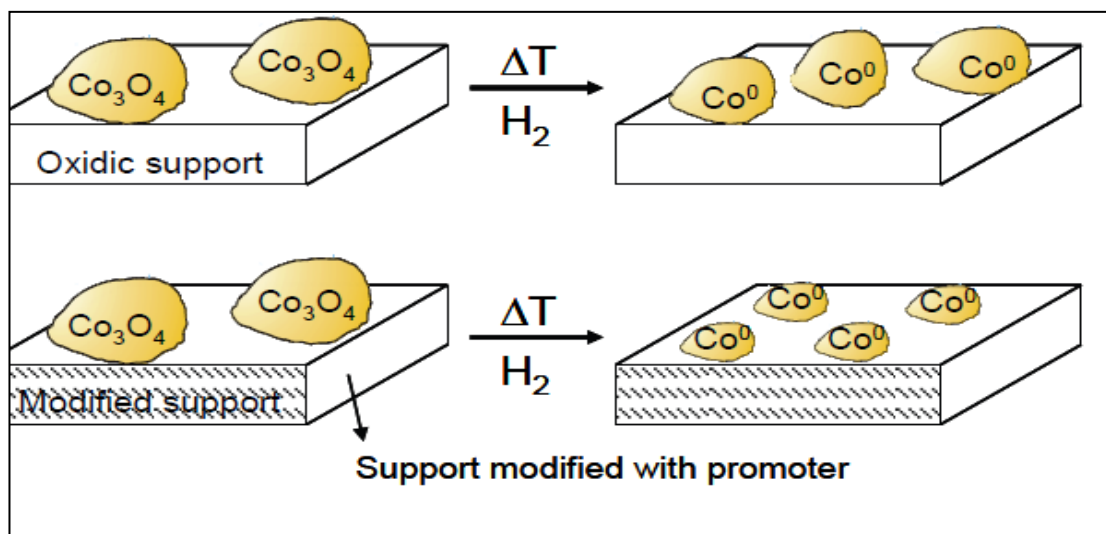 Co₃O₄
Co₃O₄
ΔT
H₂
Co⁰
Co⁰
Co⁰
Oxidic support
Co₃O₄
Co₃O₄
ΔT
H₂
Co⁰
Co⁰
Co⁰
Co⁰
Modified support
Support modified with promoter